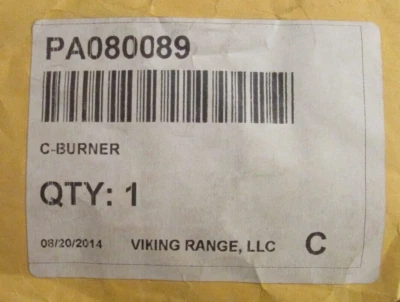 PA080089
C-BURNER
QTY: 1
08/20/2014 VIKING RANGE, LLC C